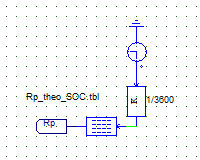 Rp_theo_SOC.tbl
K
1/3600
Rp